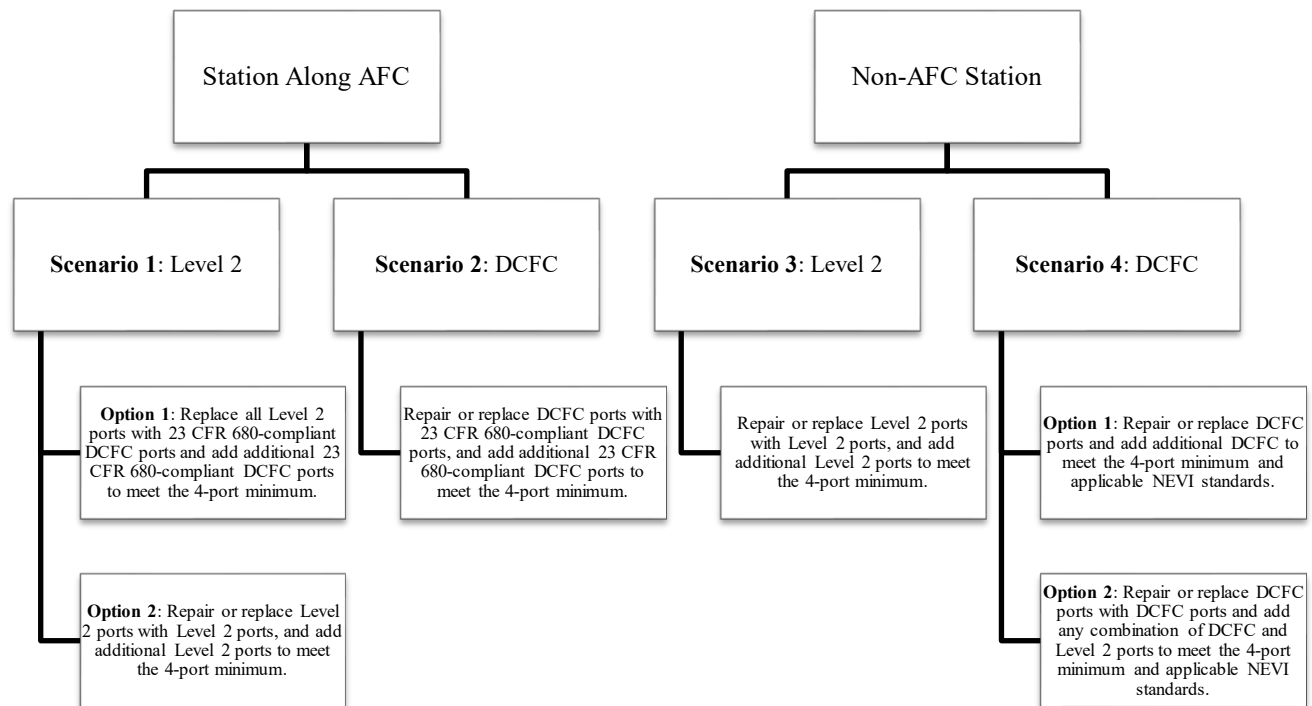 Station Along AFC
Non-AFC Station
Scenario 1: Level 2
Scenario 2: DCFC
Scenario 3: Level 2
Scenario 4: DCFC
Option 1: Replace all Level 2
ports with 23 CFR 680-compliant
DCFC ports and add additional 23
CFR 680-compliant DCFC ports
to meet the 4-port minimum.
Repair or replace DCFC ports with
23 CFR 680-compliant DCFC
ports, and add additional 23 CFR
680-compliant DCFC ports to
meet the 4-port minimum.
Repair or replace Level 2 ports
with Level 2 ports, and add
additional Level 2 ports to meet
the 4-port minimum.
Option 1: Repair or replace DCFC
ports and add additional DCFC to
meet the 4-port minimum and
applicable NEVI standards.
Option 2: Repair or replace Level
2 ports with Level 2 ports, and add
additional Level 2 ports to meet
the 4-port minimum.
Option 2: Repair or replace DCFC
ports with DCFC ports and add
any combination of DCFC and
Level 2 ports to meet the 4-port
minimum and applicable NEVI
standards.